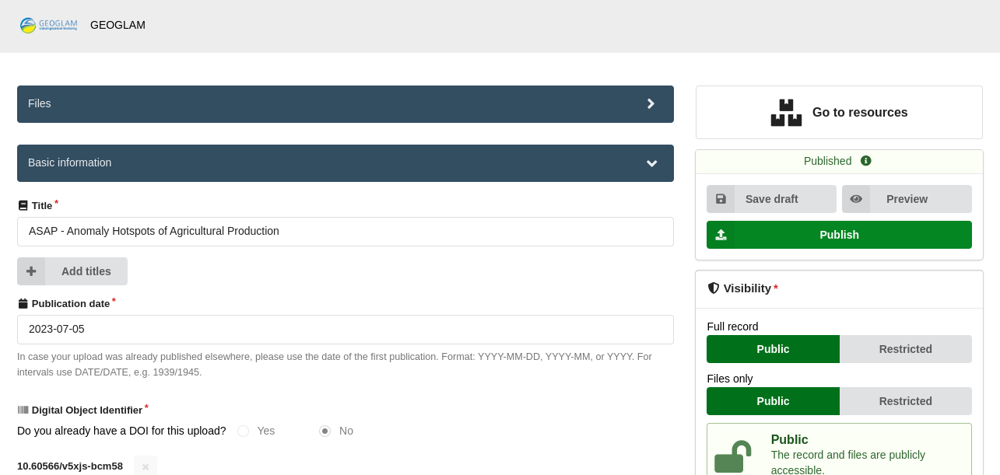 GEOGLAM
GEOGLAM
Files
Basic information
Title*
ASAP - Anomaly Hotspots of Agricultural Production
Add titles
Publication date*
2023-07-05
In case your upload was already published elsewhere, please use the date of the first publication. Format: YYYY-MM-DD, YYYY-MM, or YYYY. For
intervals use DATE/DATE, e.g. 1939/1945.
Digital Object Identifier*
Do you already have a DOI for this upload? Yes No
10.60566/v5xjs-bcm58
Go to resources
Published
Save draft Preview
Publish
Visibility*
Full record
Public Restricted
Files only
Public Restricted
Public
The record and files are publicly
accessible.